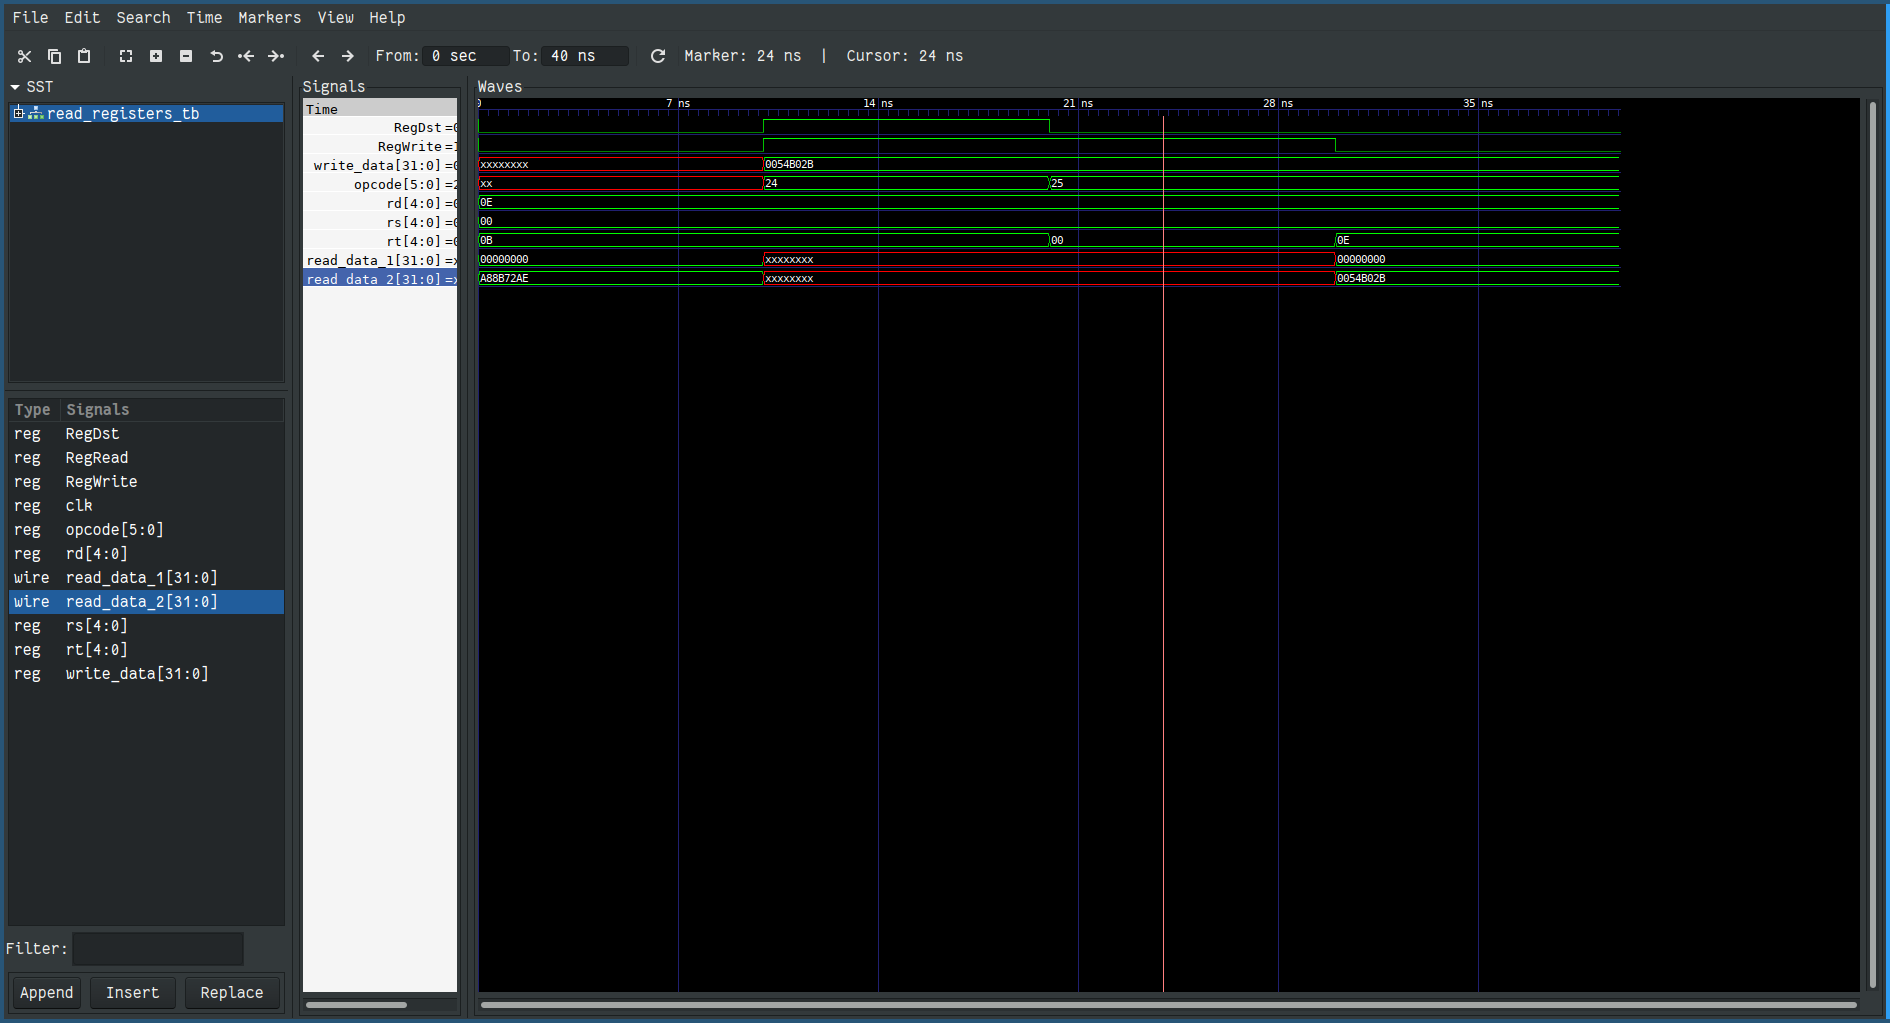 File Edit Search Time Markers View Help
From: 0 sec To: 40 ns Marker: 24 ns | Cursor: 24 ns
SST
read_registers_tb
Type Signals
reg RegDst
reg RegRead
reg RegWrite
reg clk
reg opcode[5:0]
reg rd[4:0]
wire read_data_1[31:0]
wire read_data_2[31:0]
reg rs[4:0]
reg rt[4:0]
reg write_data[31:0]
Filter:
Append Insert Replace
Signals
Time
RegDst =0
RegWrite =1
write_data[31:0] =0
opcode[5:0] =2
rd[4:0] =0
rs[4:0] =0
rt[4:0] =0
read_data_1[31:0] =x
read_data_2[31:0] =x
Waves
0 7 ns 14 ns 21 ns 28 ns 35 ns
xxxxxxxx 0054B02B
xx 24 25
0E
00
0B 00 0E
00000000 xxxxxxxx 00000000
A88B72AE xxxxxxxx 0054B02B